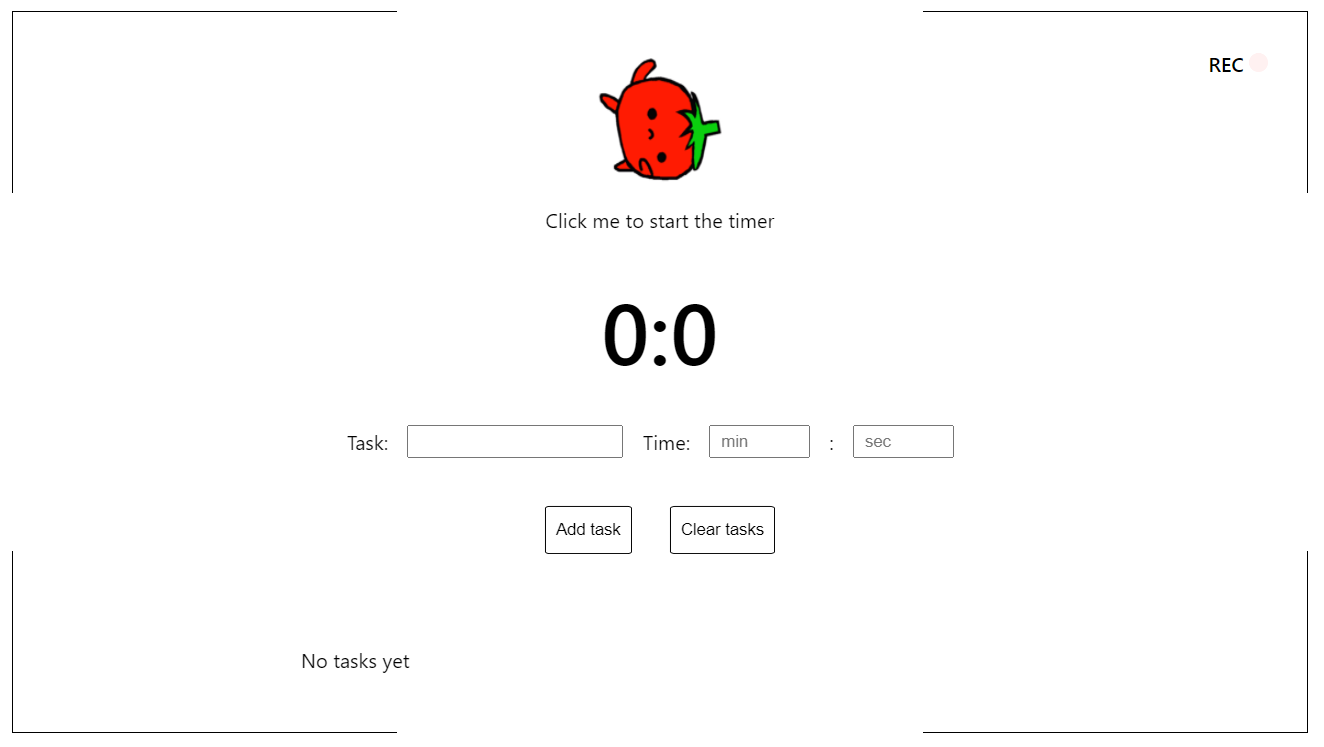 REC
Click me to start the timer
0:0
Task: Time: min : sec
Add task Clear tasks
No tasks yet